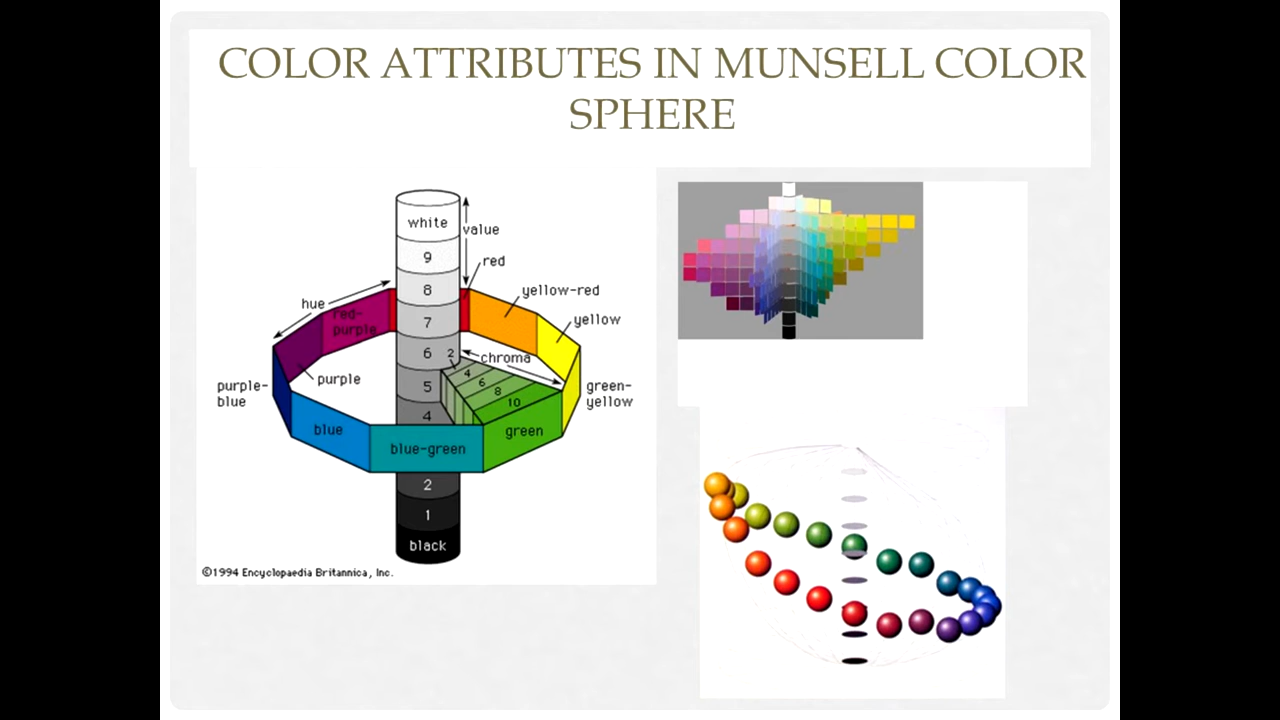 COLOR ATTRIBUTES IN MUNSELL COLOR
SPHERE
white
value
9
red
8
yellow-red
hue
red-
purple
7
yellow
6
2
chroma
4
purple
5
6
8
purple-
blue
green-
yellow
10
4
blue
green
blue-green
2
1
black
©1994 Encyclopaedia Britannica, Inc.